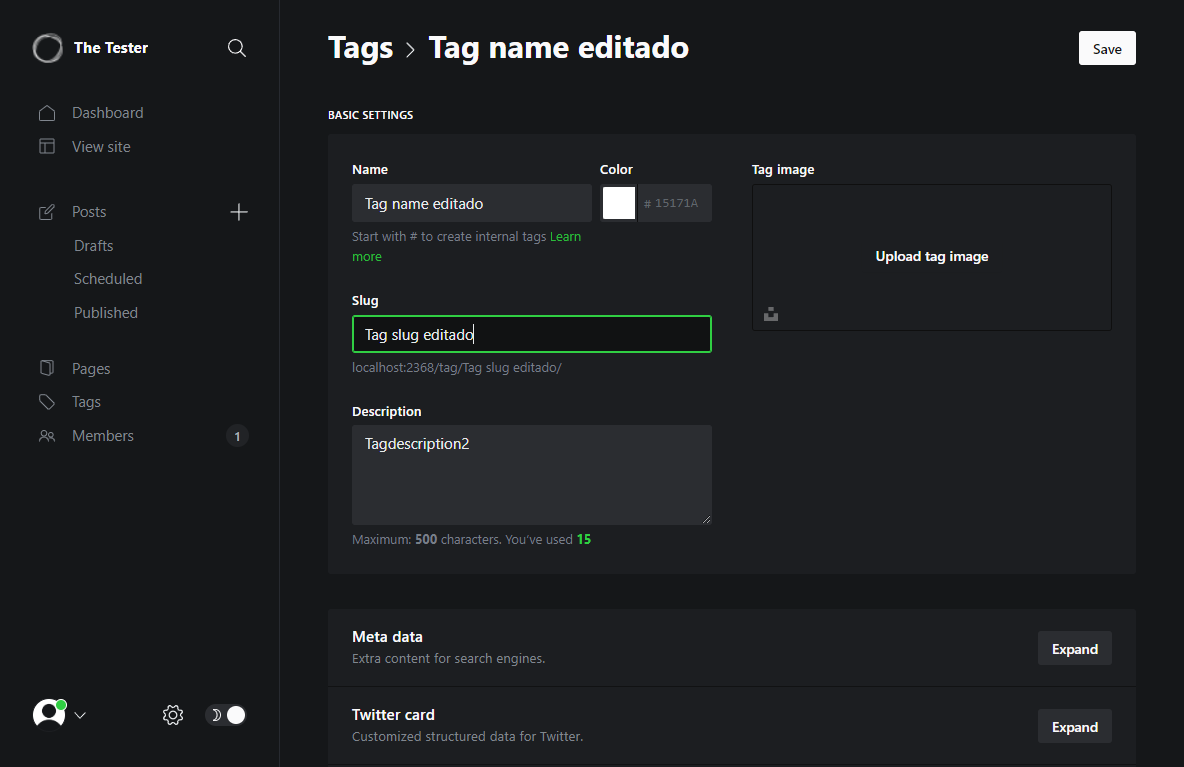 The Tester
Dashboard
View site
Posts
Drafts
Scheduled
Published
Pages
Tags
Members
1
Tags > Tag name editado
Save
BASIC SETTINGS
Name
Tag name editado
Start with # to create internal tags Learn
more
Color
# 15171A
Slug
Tag slug editado
localhost:2368/tag/Tag slug editado/
Description
Tagdescription2
Maximum: 500 characters. You’ve used 15
Tag image
Upload tag image
Meta data
Extra content for search engines.
Expand
Twitter card
Customized structured data for Twitter.
Expand